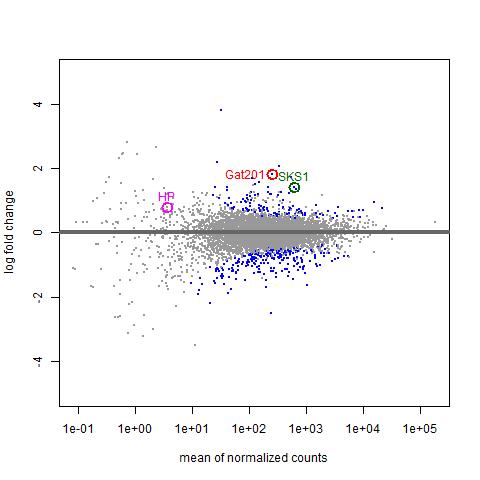 4
2
0
-2
-4
log fold change
HP
Gat201
SKS1
1e-01 1e+00 1e+01 1e+02 1e+03 1e+04 1e+05
mean of normalized counts